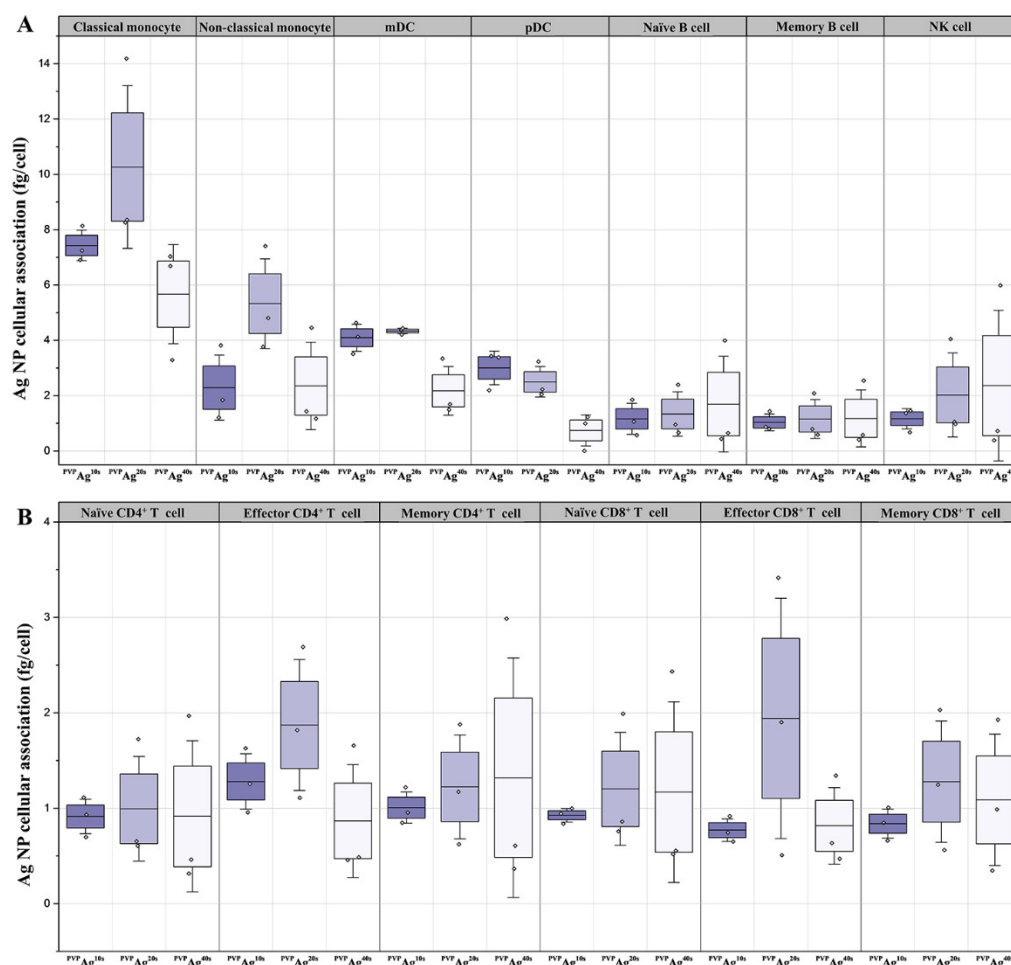 A
Classical monocyte Non-classical monocyte mDC pDC Naïve B cell Memory B cell NK cell
Ag NP cellular association (fg/cell)
14
12
10
8
6
4
2
0
PVPAg10s PVPAg20s PVPAg40s PVPAg10s PVPAg20s PVPAg40s PVPAg10s PVPAg20s PVPAg40s PVPAg10s PVPAg20s PVPAg40s PVPAg10s PVPAg20s PVPAg40s PVPAg10s PVPAg20s PVPAg40s PVPAg10s PVPAg20s PVPAg4
B
Naïve CD4+ T cell Effector CD4+ T cell Memory CD4+ T cell Naïve CD8+ T cell Effector CD8+ T cell Memory CD8+ T cell
Ag NP cellular association (fg/cell)
4
3
2
1
0
PVPAg10s PVPAg20s PVPAg40s PVPAg10s PVPAg20s PVPAg40s PVPAg10s PVPAg20s PVPAg40s PVPAg10s PVPAg20s PVPAg40s PVPAg10s PVPAg20s PVPAg40s PVPAg10s PVPAg20s PVPAg40s